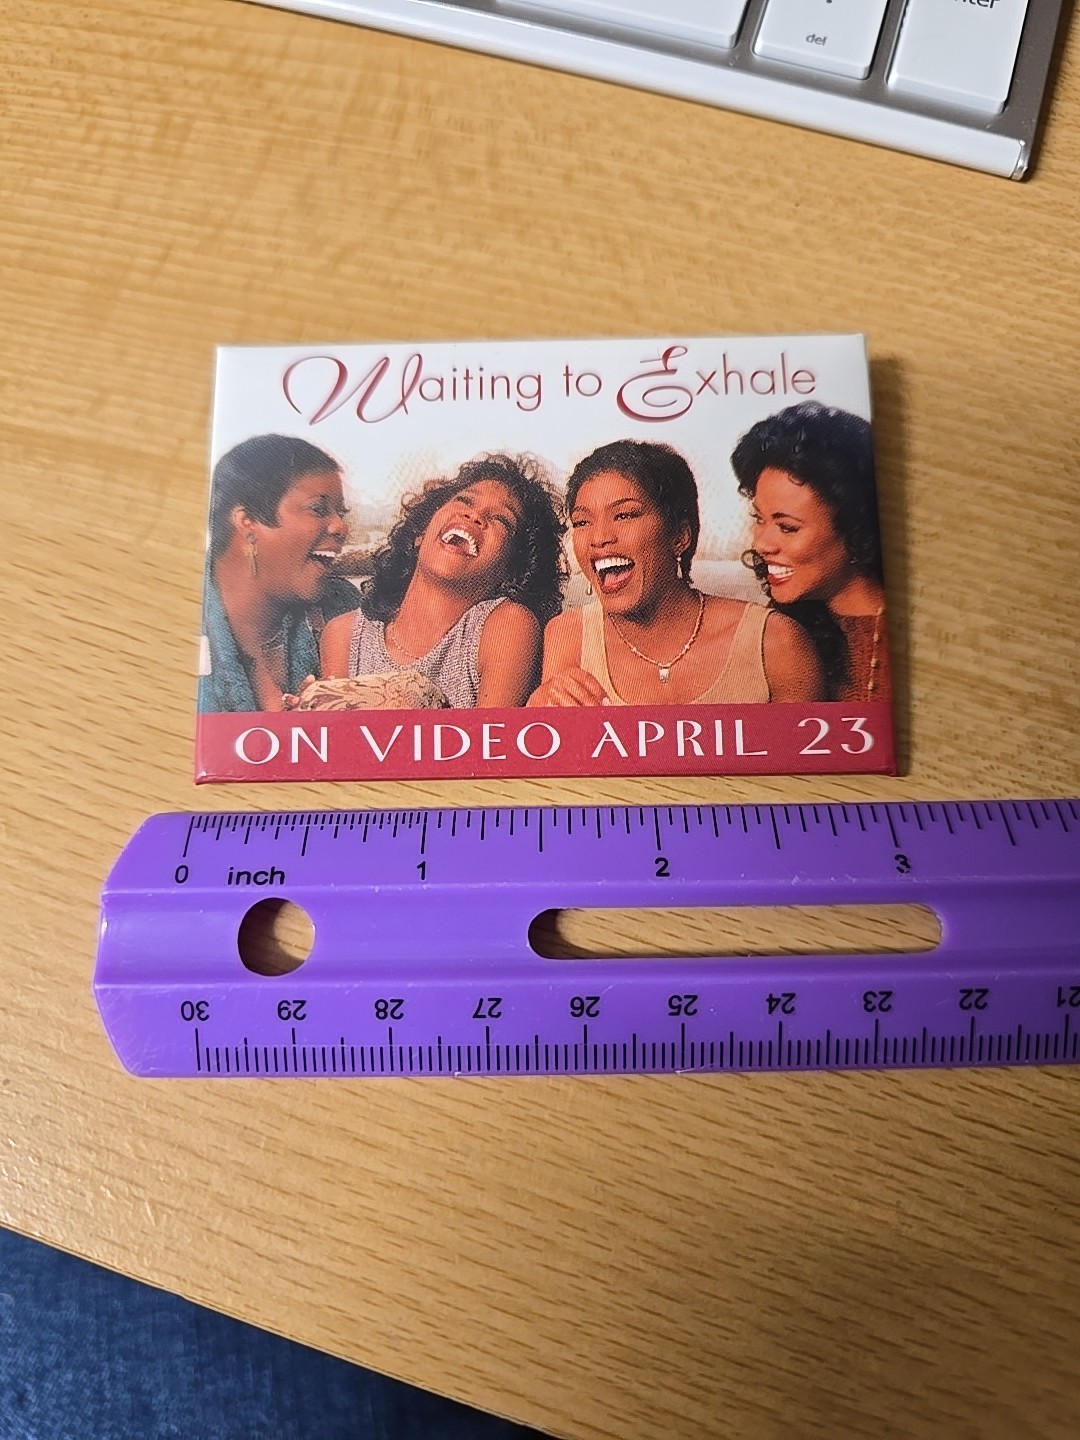 del
Waiting to Exhale
ON VIDEO APRIL 23
0 inch 1 2 3
30 29 28 27 26 25 24 23 22 21